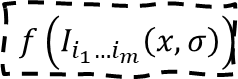 f(I_{i_1…i_m}(x, σ))